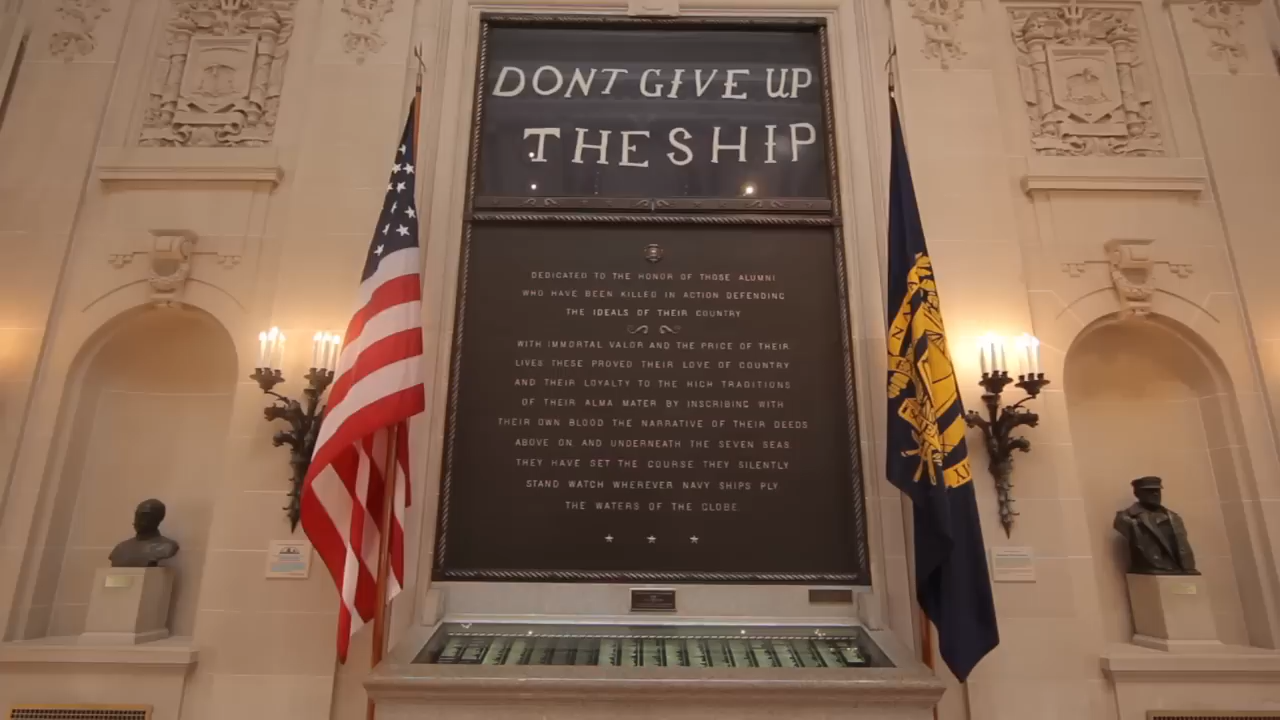 DONT GIVE UP
THE SHIP
DEDICATED TO THE HONOR OF THOSE ALUMNI
WHO HAVE BEEN KILLED IN ACTION DEFENDING
THE IDEALS OF THEIR COUNTRY
WITH IMMORTAL VALOR AND THE PRICE OF THEIR
LIVES THESE PROVED THEIR LOVE OF COUNTRY
AND THEIR LOYALTY TO THE HIGH TRADITIONS
OF THEIR ALMA MATER BY INSCRIBING WITH
THEIR OWN BLOOD THE NARRATIVE OF THEIR DEEDS
ABOVE ON AND UNDERNEATH THE SEVEN SEAS
THEY HAVE SET THE COURSE THEY SILENTLY
STAND WATCH WHEREVER NAVY SHIPS PLY
THE WATERS OF THE GLOBE